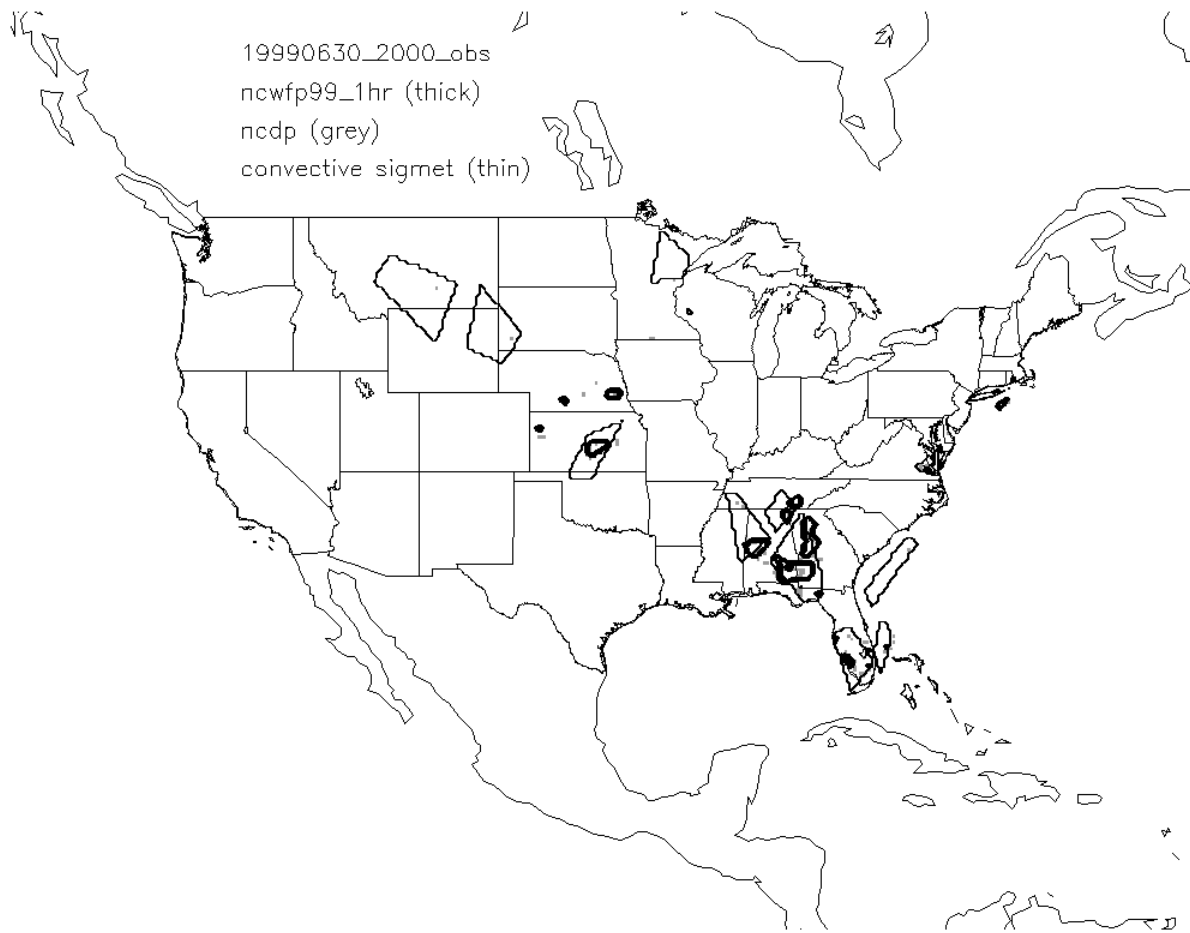 19990630_2000_obs
ncwfp99_1hr (thick)
ncdp (grey)
convective sigmet (thin)